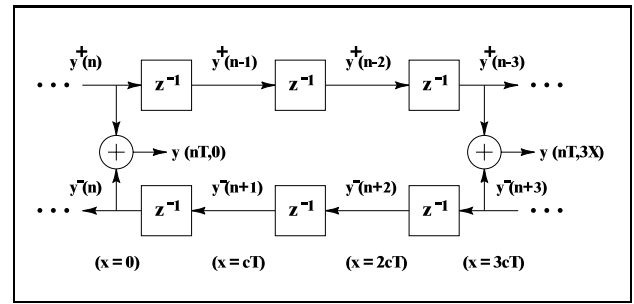 y⁺(n) y⁺(n-1) y⁺(n-2) y⁺(n-3)
• • • z⁻¹ z⁻¹ z⁻¹ • • •
+ y (nT,0) + y (nT,3X)
y⁻(n) y⁻(n+1) y⁻(n+2) y⁻(n+3)
• • • z⁻¹ z⁻¹ z⁻¹ • • •
(x = 0) (x = cT) (x = 2cT) (x = 3cT)